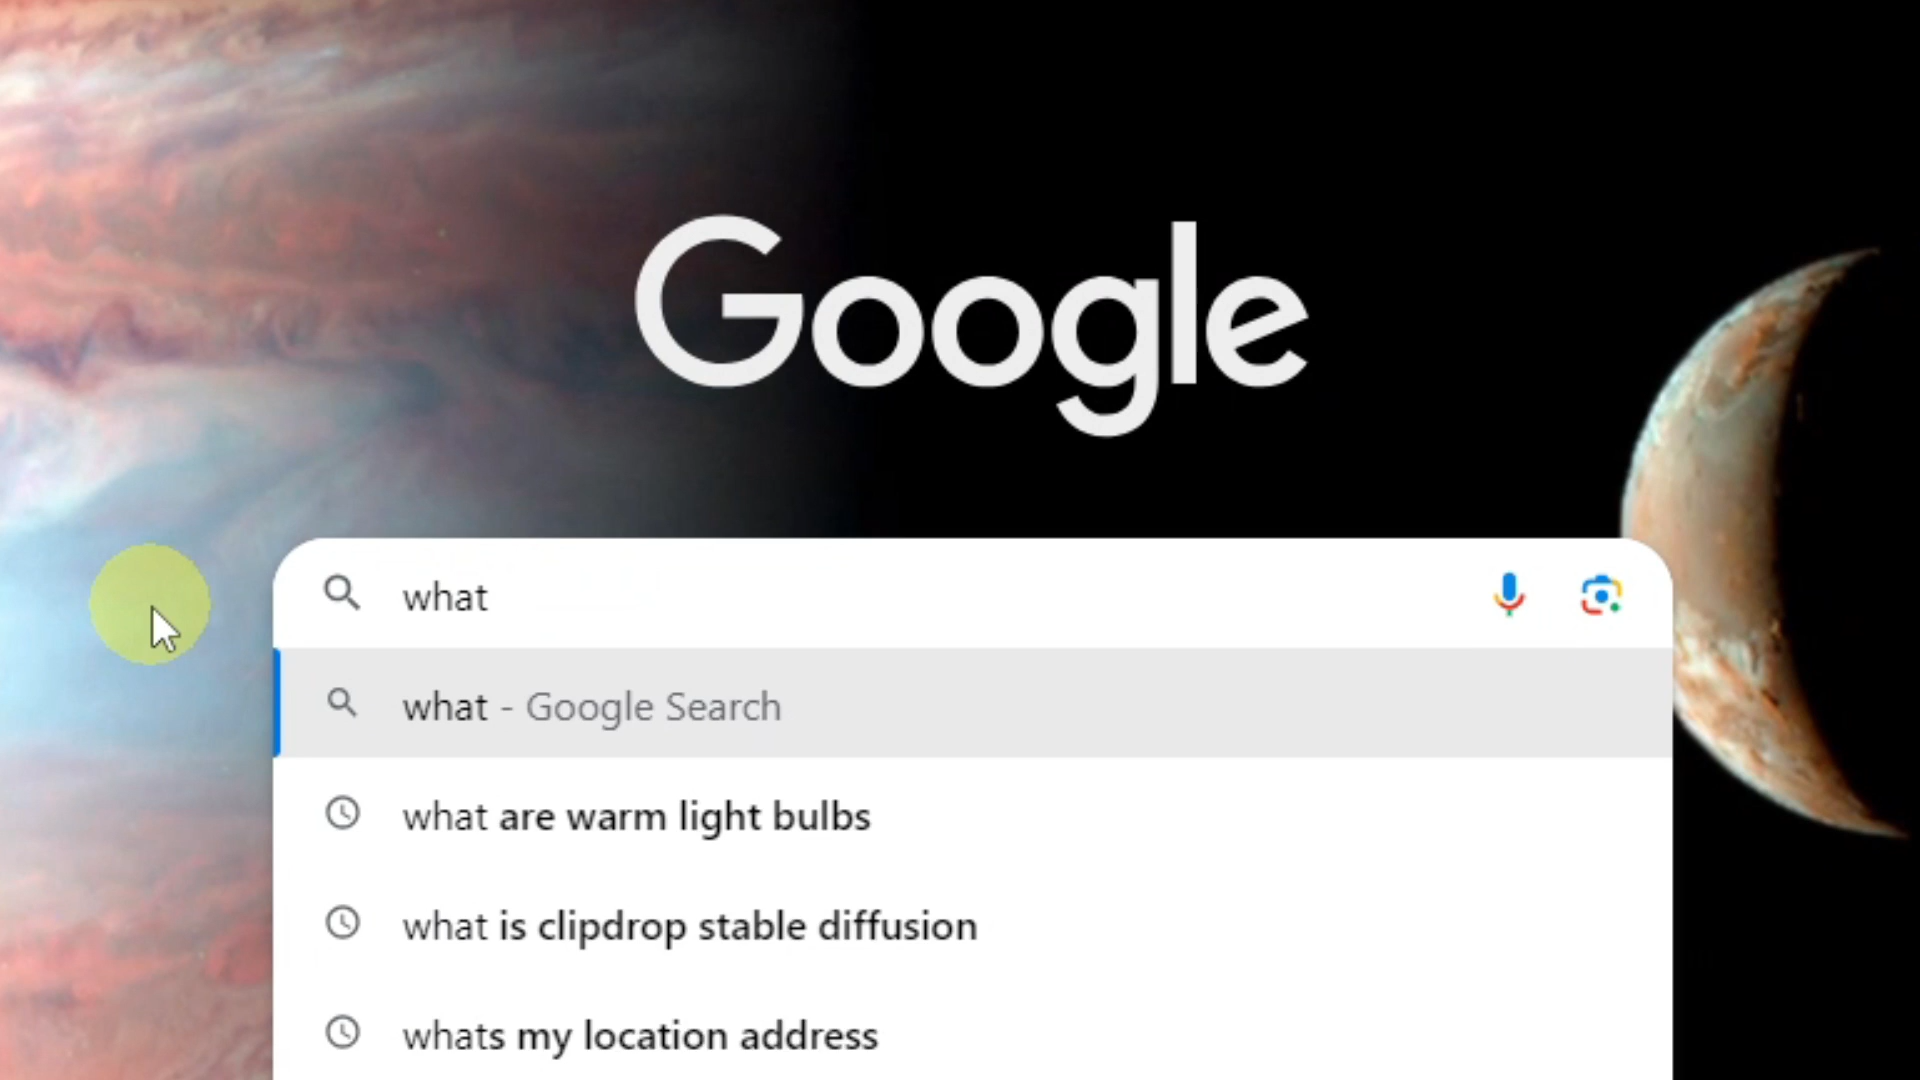 Google
what
what - Google Search
what are warm light bulbs
what is clipdrop stable diffusion
whats my location address